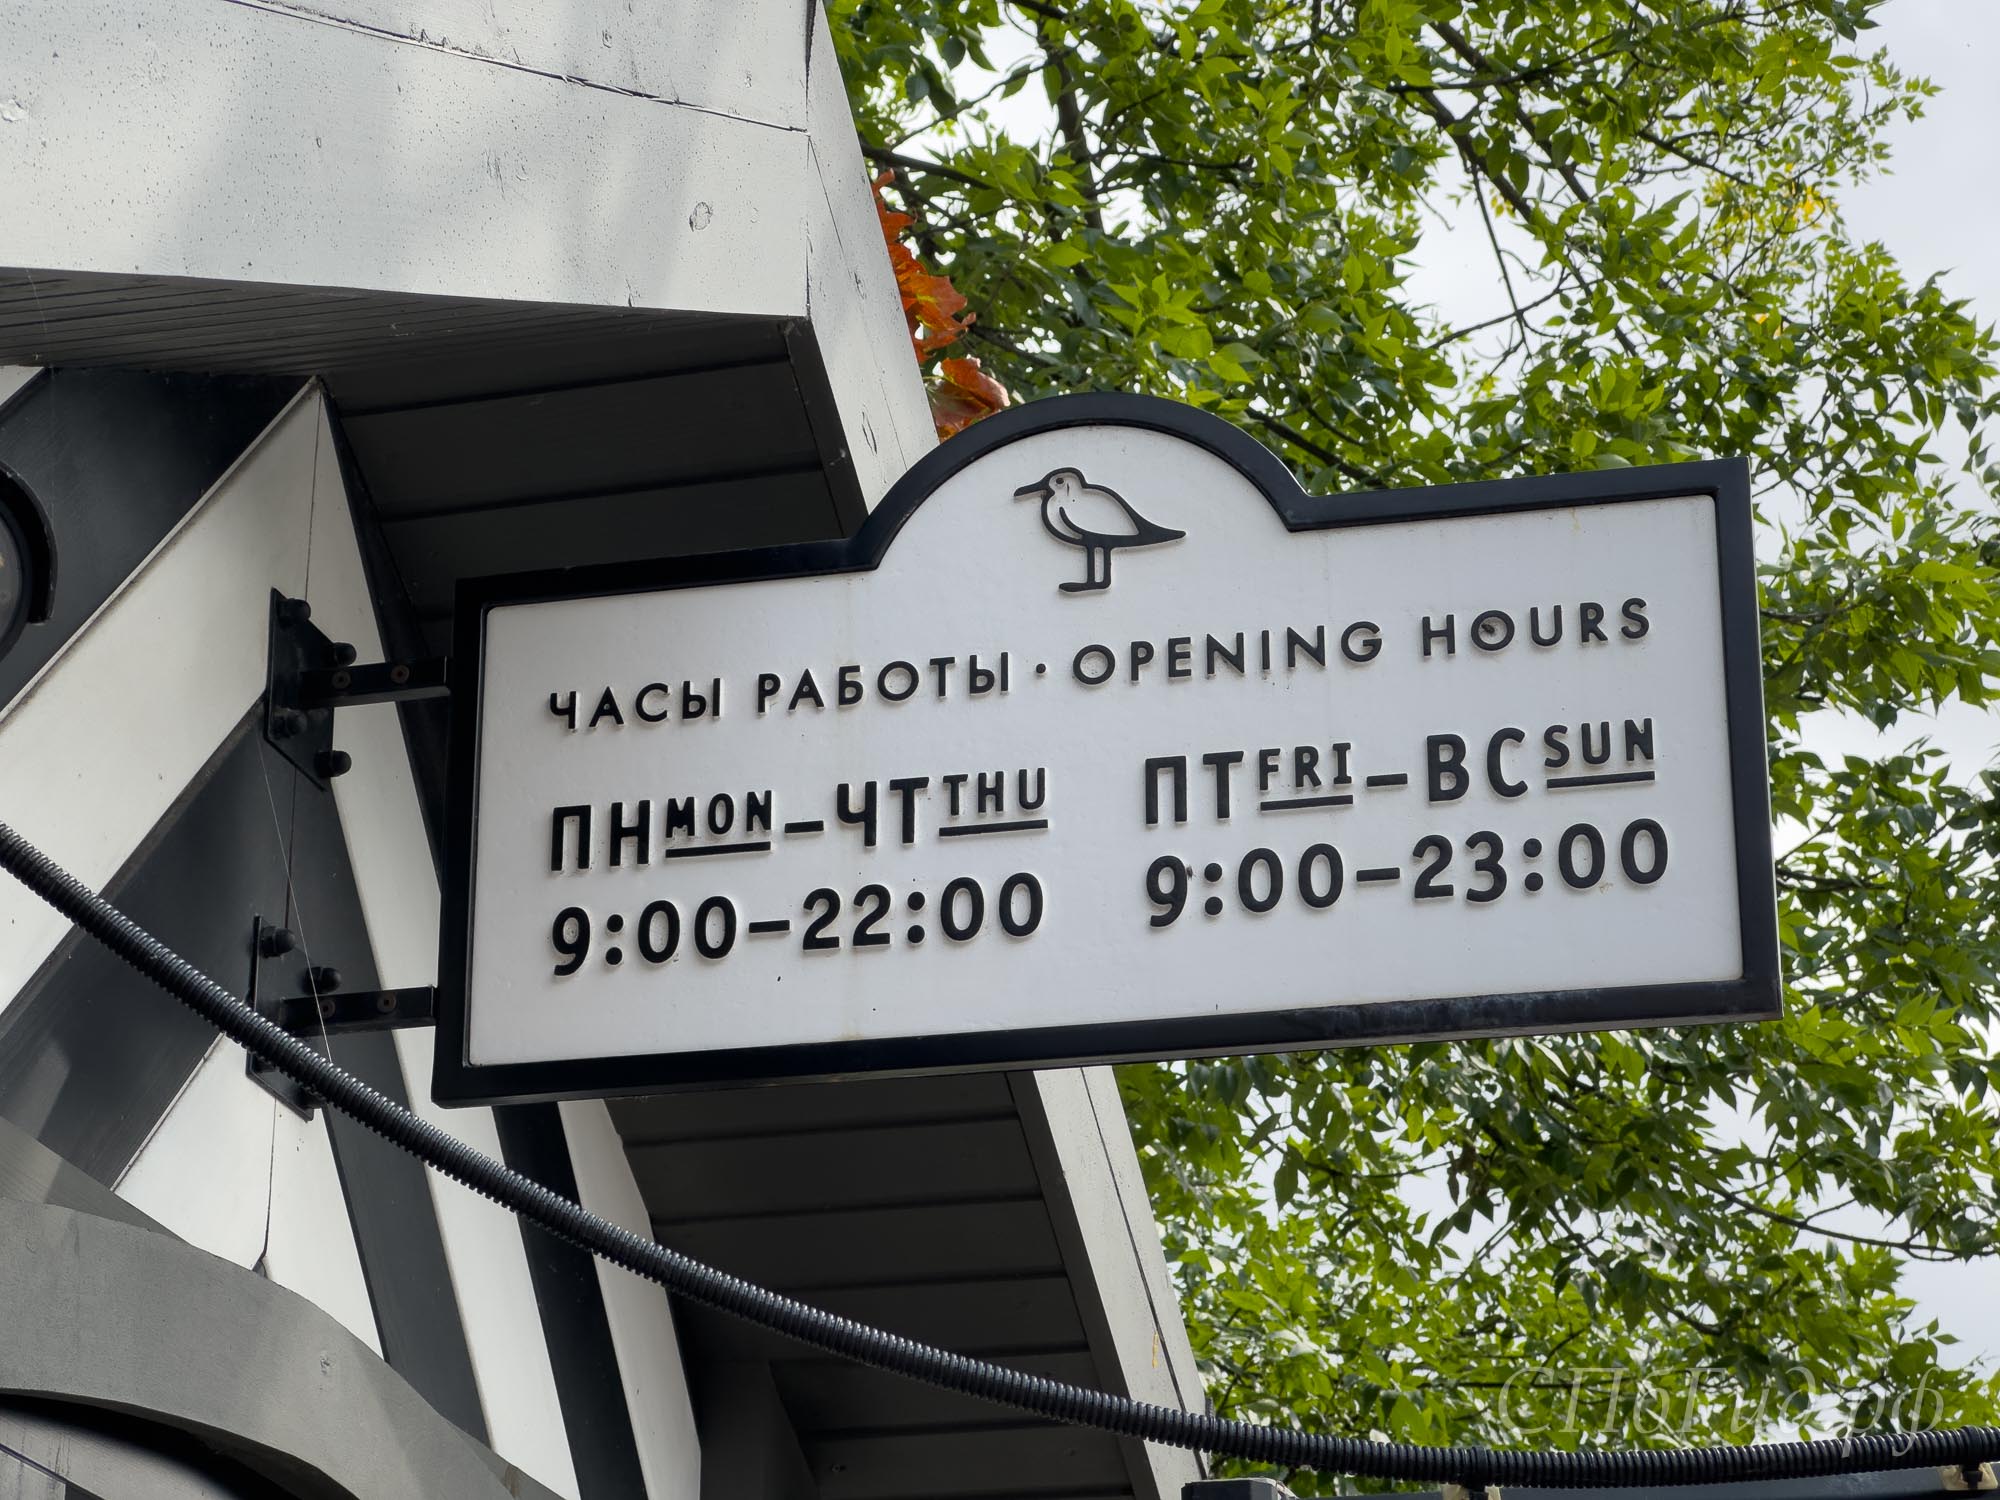 ЧАСЫ РАБОТЫ · OPENING HOURS
ПН MON – ЧТ THU
9:00–22:00
ПТ FRI – ВС SUN
9:00–23:00
СПбГид.рф